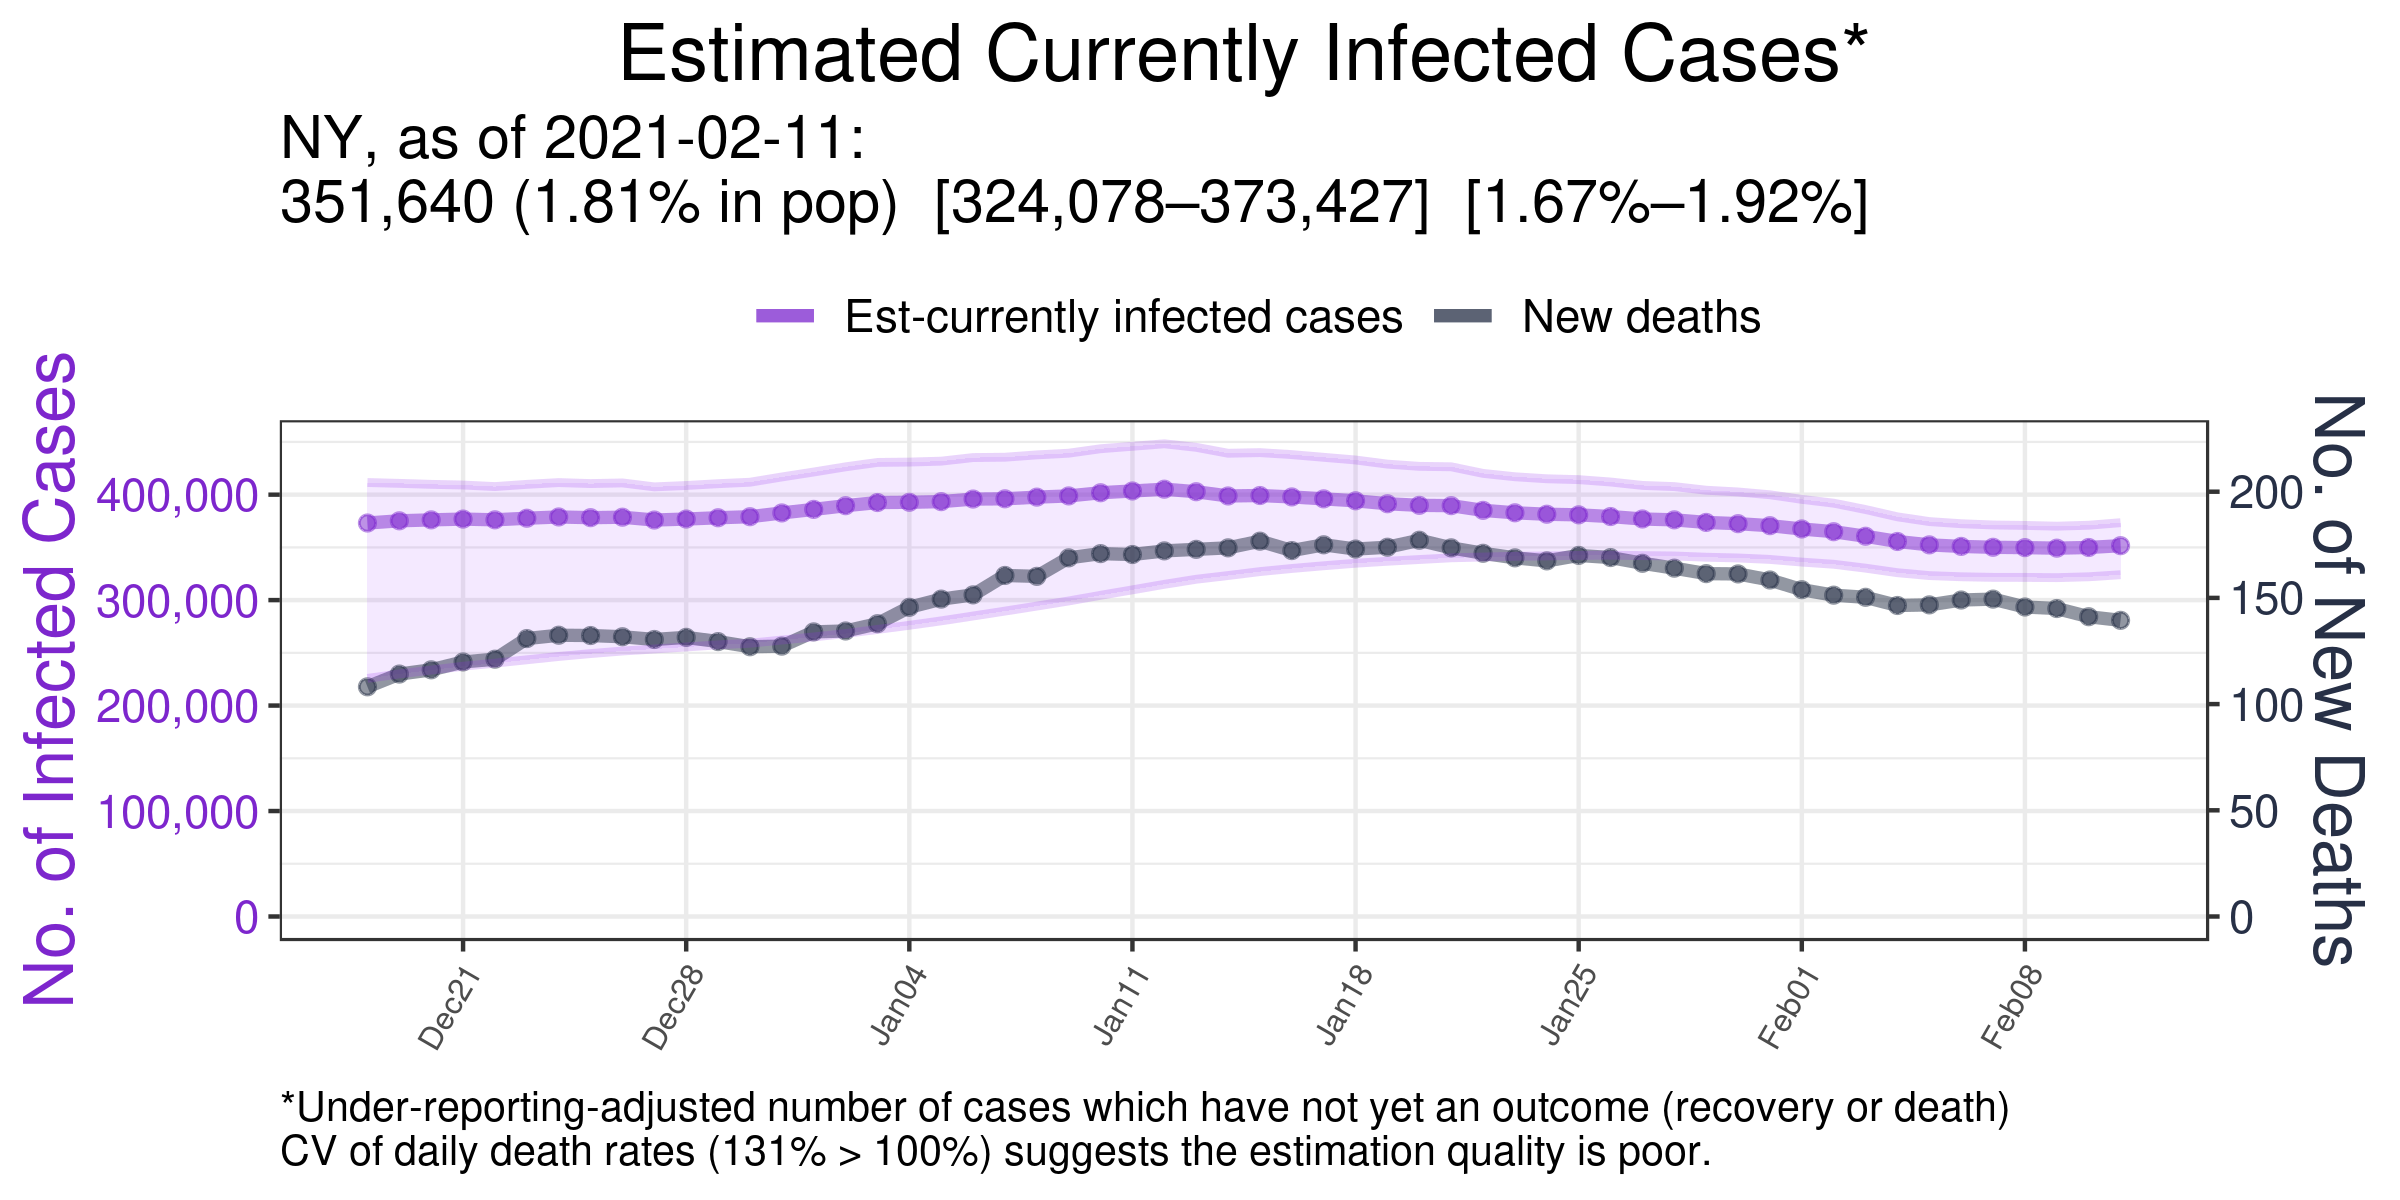 Estimated Currently Infected Cases*
NY, as of 2021-02-11:
351,640 (1.81% in pop)  [324,078–373,427]  [1.67%–1.92%]
Est-currently infected cases
New deaths
No. of Infected Cases
400,000
300,000
200,000
100,000
0
200
150
100
50
0
No. of New Deaths
Dec21
Dec28
Jan04
Jan11
Jan18
Jan25
Feb01
Feb08
*Under-reporting-adjusted number of cases which have not yet an outcome (recovery or death)
CV of daily death rates (131% > 100%) suggests the estimation quality is poor.